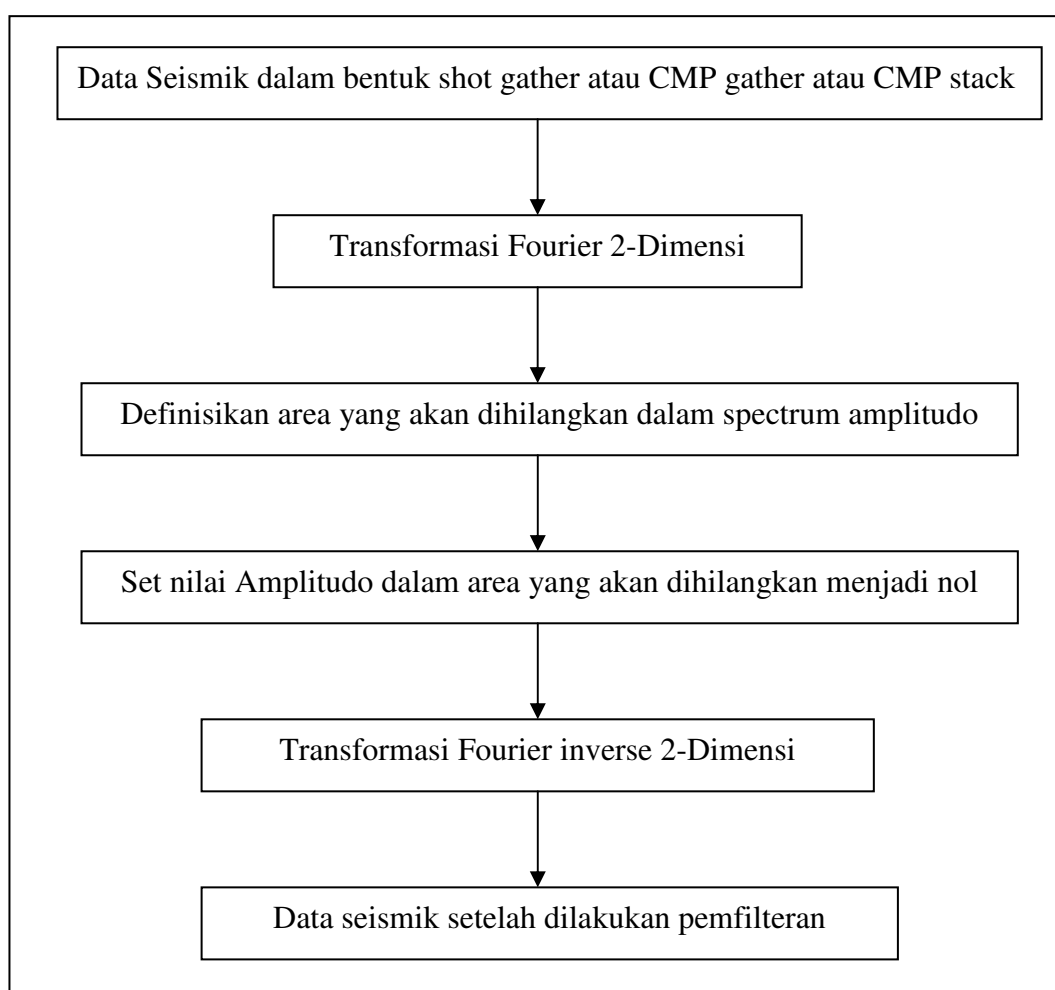 Data Seismik dalam bentuk shot gather atau CMP gather atau CMP stack
Transformasi Fourier 2-Dimensi
Definisikan area yang akan dihilangkan dalam spectrum amplitudo
Set nilai Amplitudo dalam area yang akan dihilangkan menjadi nol
Transformasi Fourier inverse 2-Dimensi
Data seismik setelah dilakukan pemfilteran